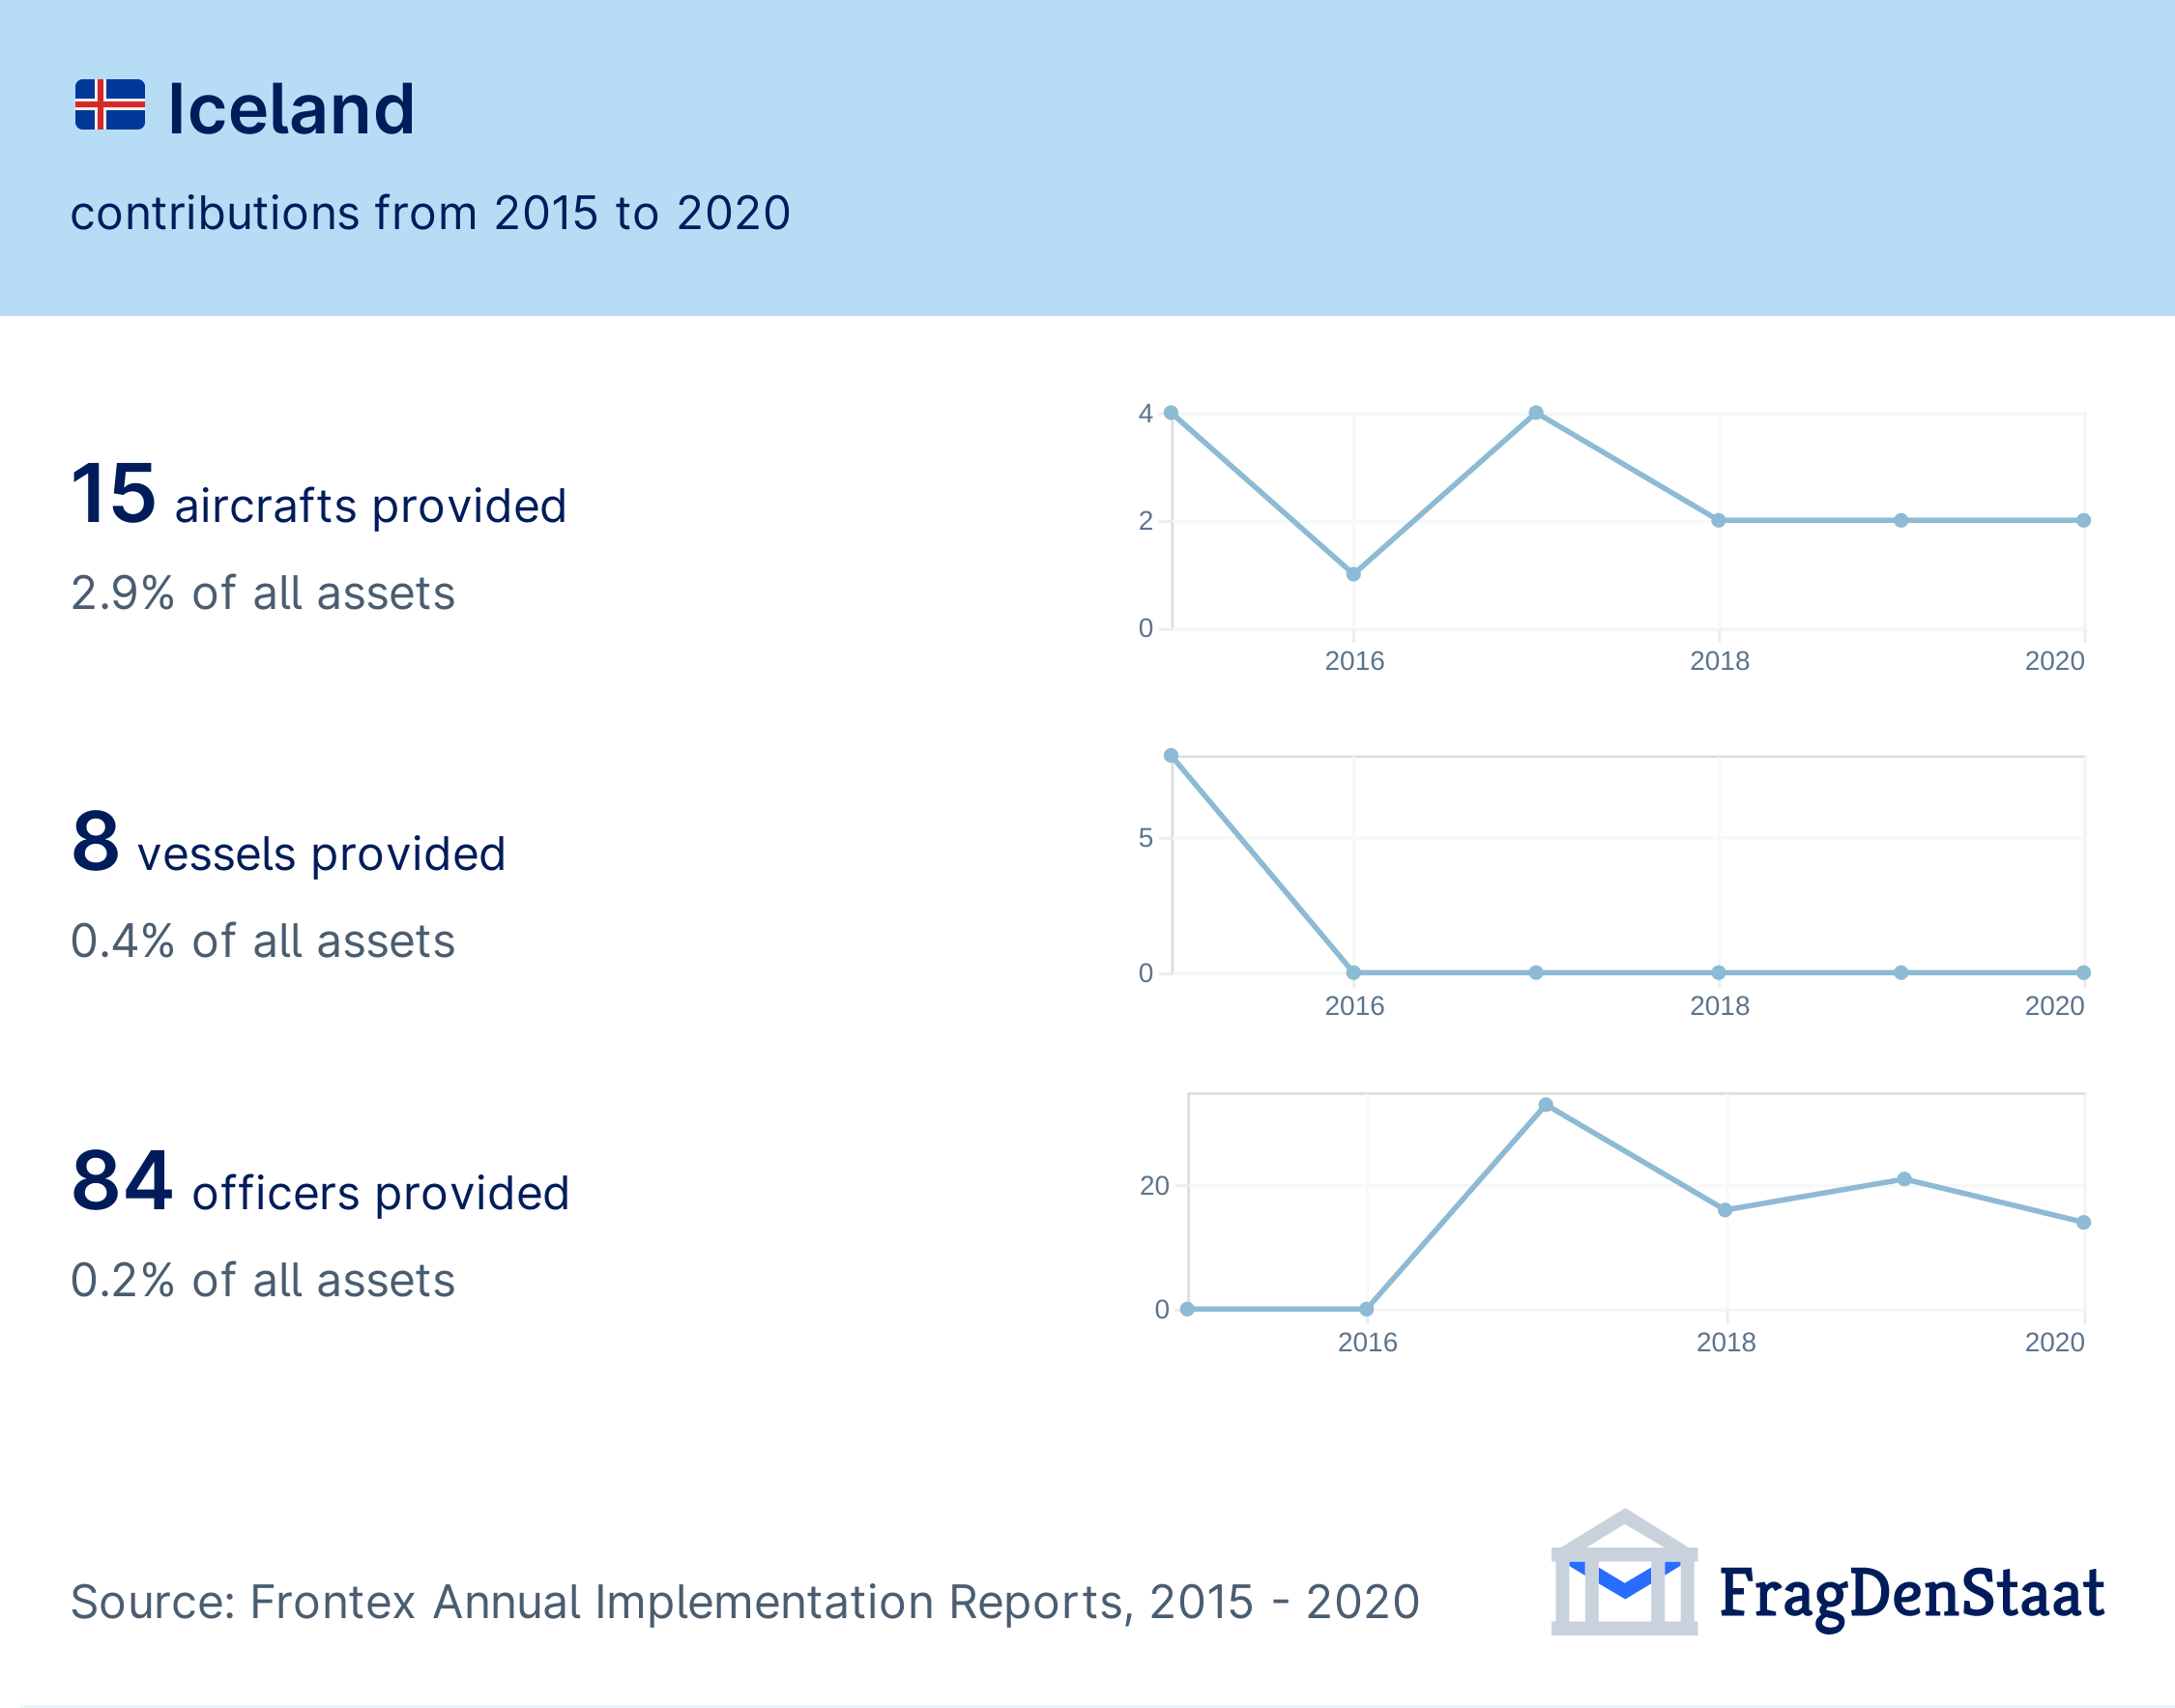 Iceland
contributions from 2015 to 2020
15 aircrafts provided
2.9% of all assets
4
2
0
2016 2018 2020
8 vessels provided
0.4% of all assets
5
0
2016 2018 2020
84 officers provided
0.2% of all assets
20
0
2016 2018 2020
Source: Frontex Annual Implementation Reports, 2015 - 2020
FragDenStaat